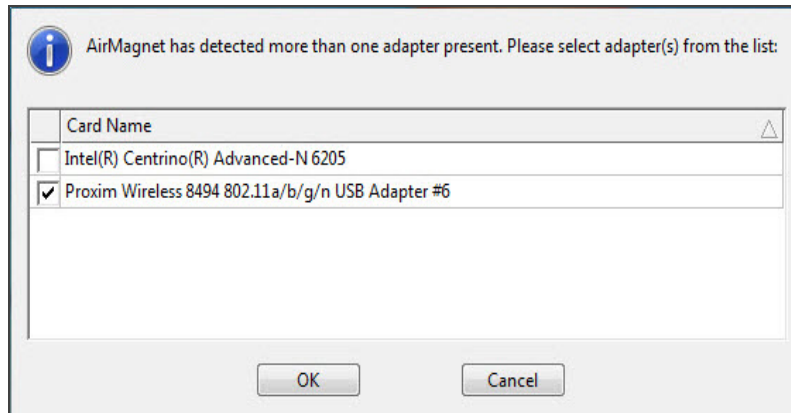 AirMagnet has detected more than one adapter present. Please select adapter(s) from the list:
Card Name
Intel(R) Centrino(R) Advanced-N 6205
Proxim Wireless 8494 802.11a/b/g/n USB Adapter #6
OK Cancel